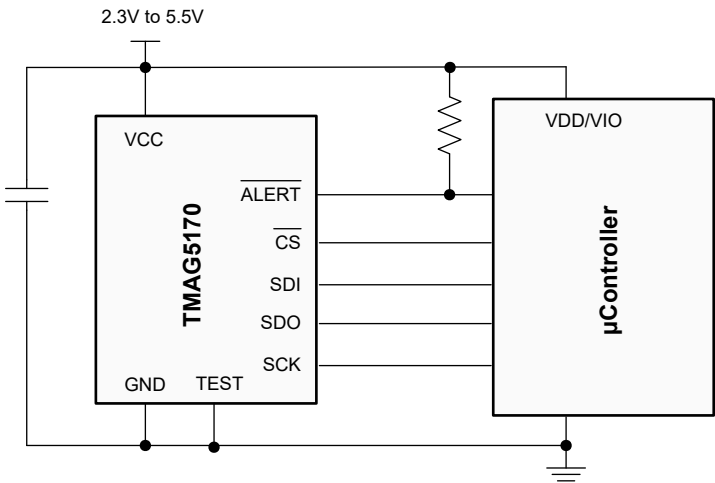 2.3V to 5.5V
VCC
VDD/VIO
ALERT
CS
SDI
SDO
SCK
TMAG5170
µController
GND TEST